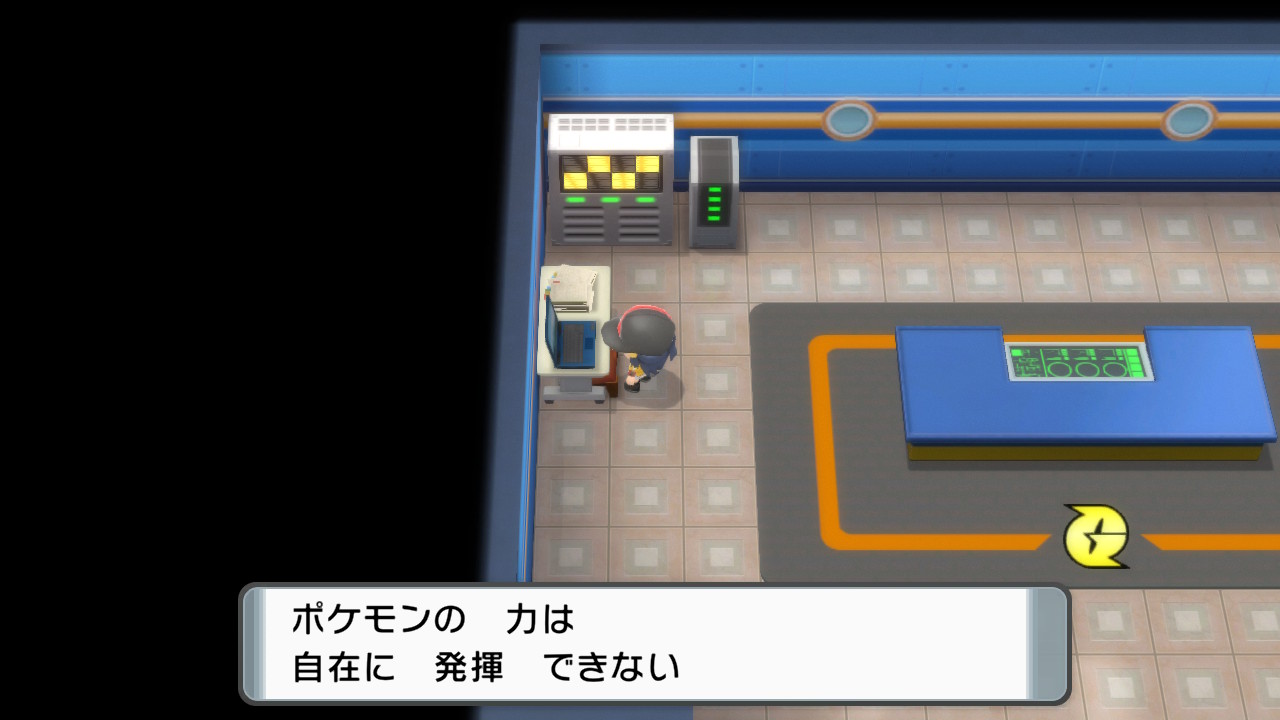 ポケモンの　力は
自在に　発揮　できない